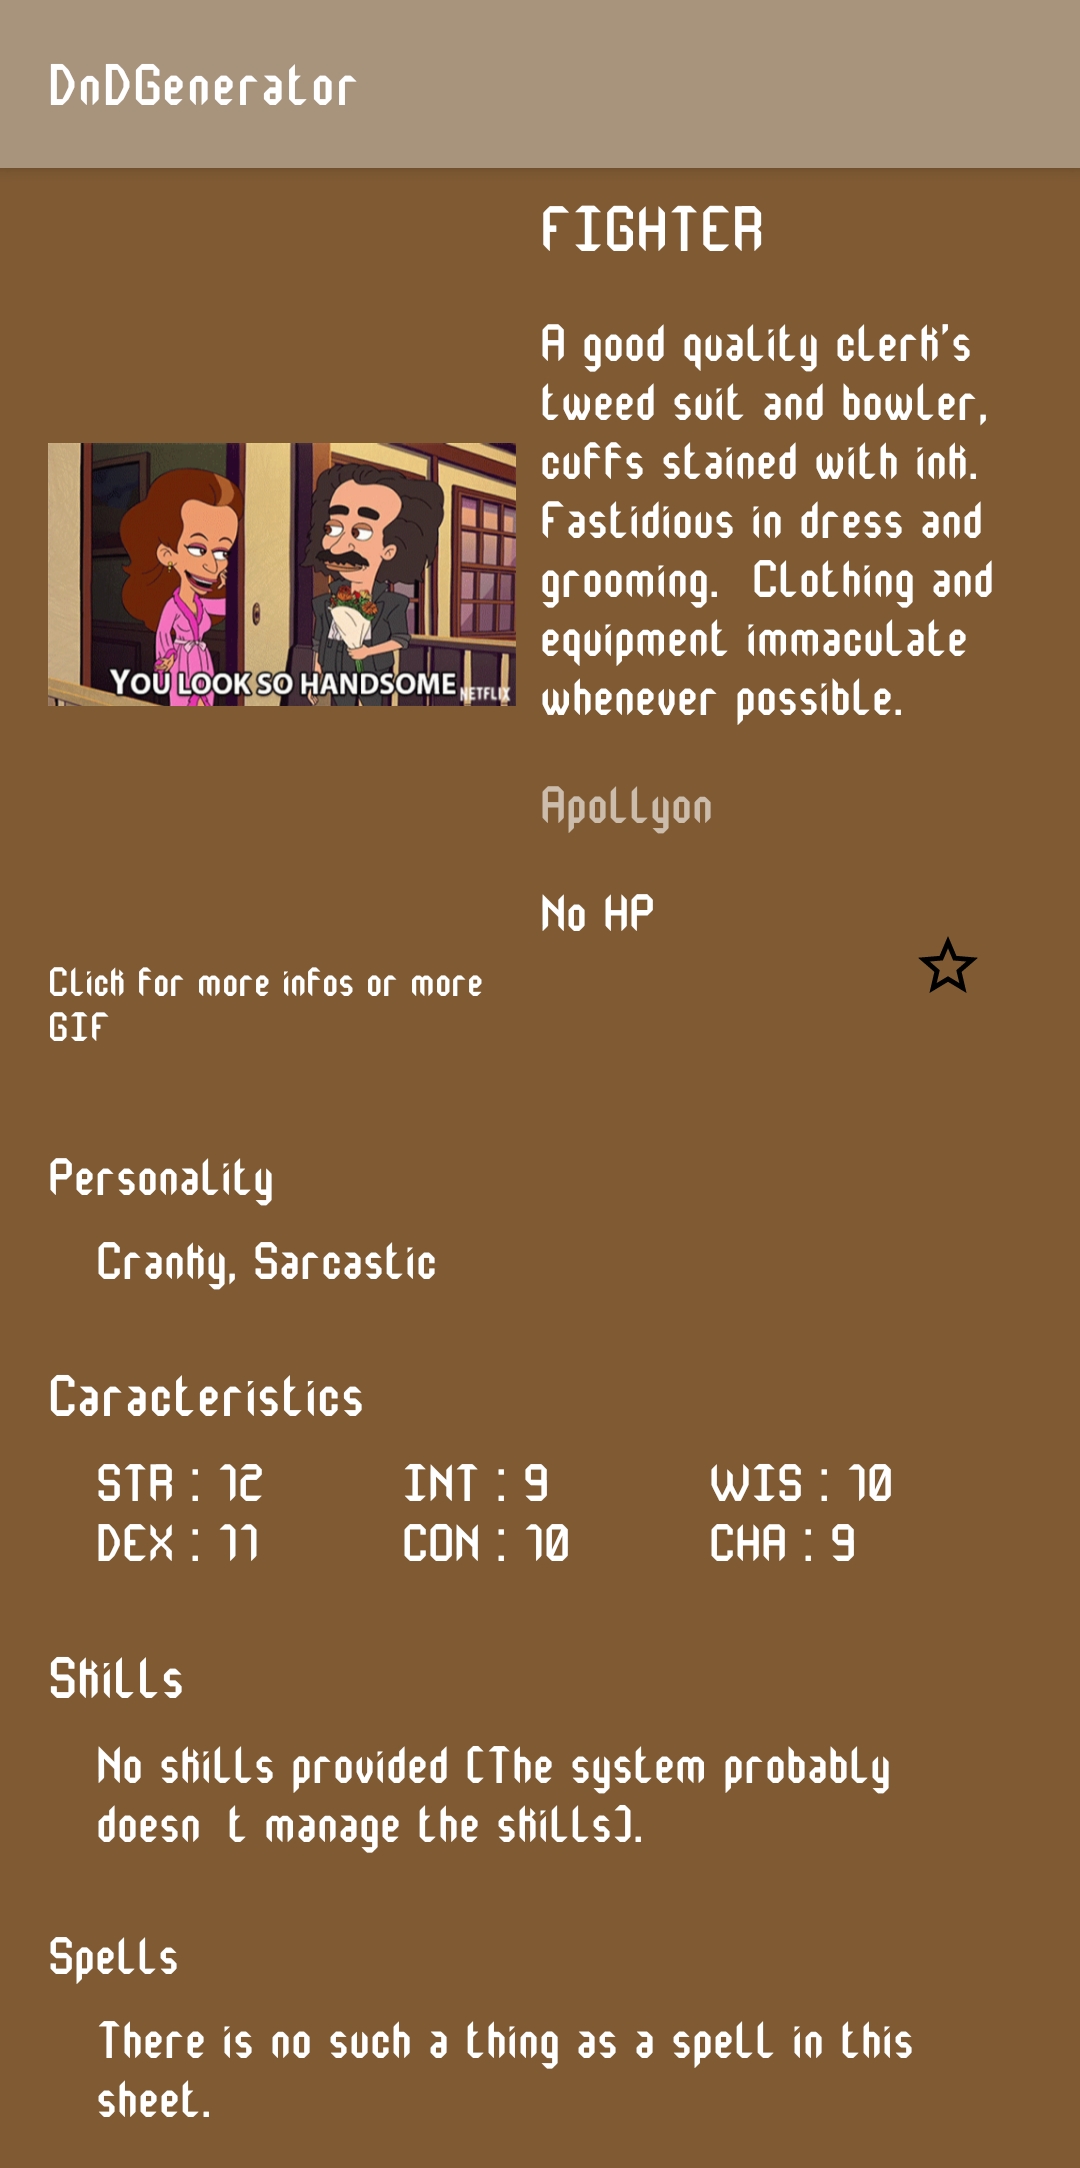 DnDGenerator
FIGHTER
A good quality clerk's
tweed suit and bowler,
cuffs stained with ink.
Fastidious in dress and
grooming.  Clothing and
equipment immaculate
whenever possible.
YOU LOOK SO HANDSOME
NETFLIX
Apollyon
No HP
Click for more infos or more
GIF
Personality
Cranky, Sarcastic
Caracteristics
STR : 12 INT : 9 WIS : 10
DEX : 11 CON : 10 CHA : 9
Skills
No skills provided (The system probably
doesn  t manage the skills).
Spells
There is no such a thing as a spell in this
sheet.